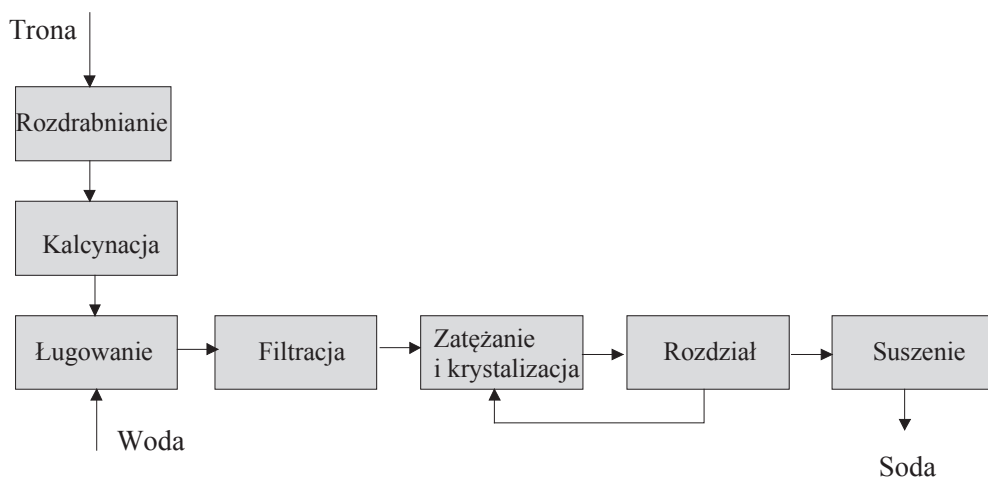 Trona
Rozdrabnianie
Kalcynacja
Ługowanie
Filtracja
Zatężanie
i krystalizacja
Rozdział
Suszenie
Woda
Soda